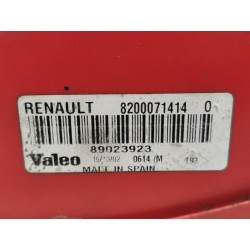 RENAULT 8200071414 0
89023923
Valeo 0614 /M
MADE IN SPAIN